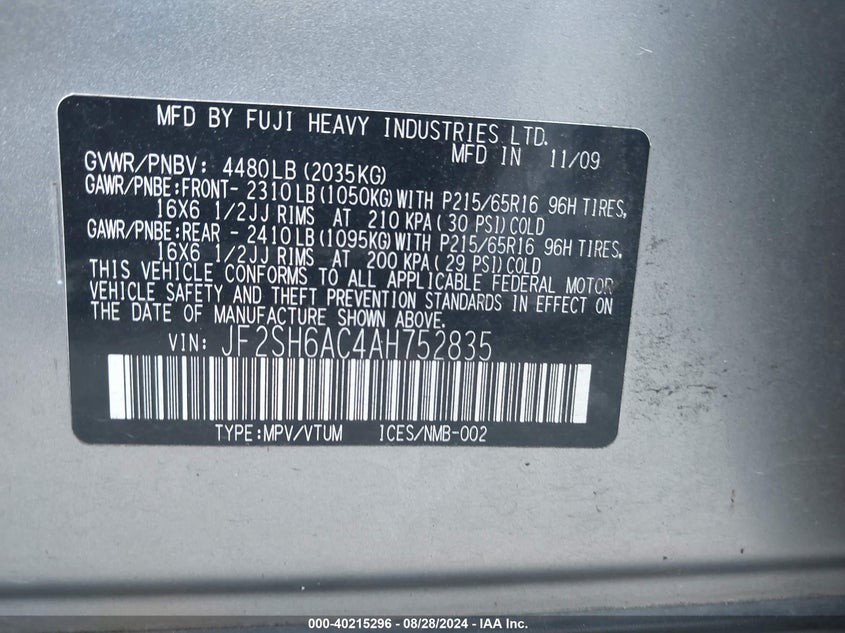 MFD BY FUJI HEAVY INDUSTRIES LTD.
MFD IN 11/09
GVWR/PNBV: 4480LB(2035KG)
GAWR/PNBE:FRONT- 2310LB(1050KG)WITH P215/65R16 96H TIRES,
16X6 1/2JJ RIMS AT 210 KPA( 30 PSI)COLD
GAWR/PNBE:REAR - 2410LB(1095KG)WITH P215/65R16 96H TIRES,
16X6 1/2JJ RIMS AT 200 KPA( 29 PSI)COLD
THIS VEHICLE CONFORMS TO ALL APPLICABLE FEDERAL MOTOR
VEHICLE SAFETY AND THEFT PREVENTION STANDARDS IN EFFECT ON
THE DATE OF MANUFACTURE SHOWN ABOVE.
VIN: JF2SH6AC4AH752835
TYPE:MPV/VTUM ICES/NMB-002
000-40215296 - 08/28/2024 - IAA Inc.